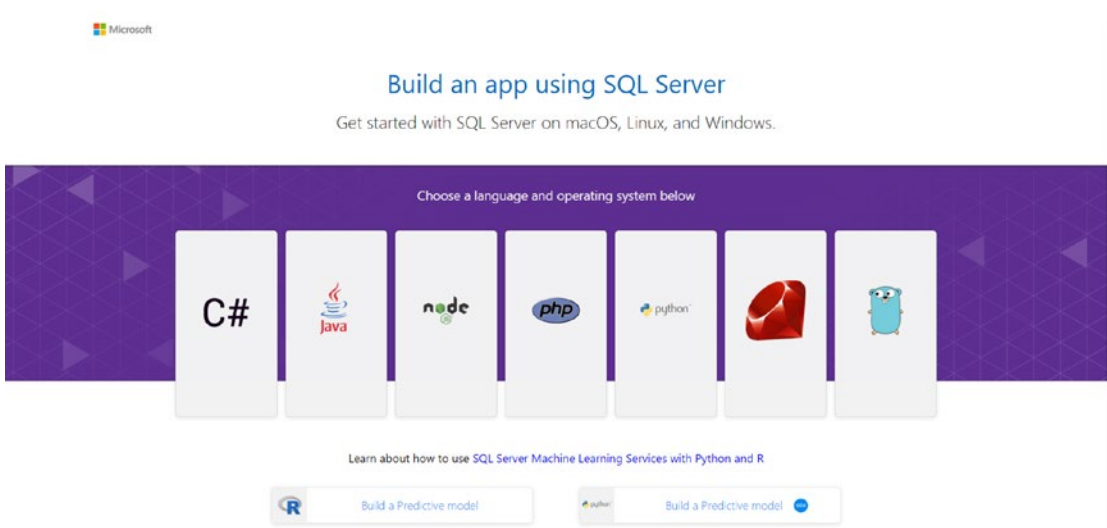 Microsoft
Build an app using SQL Server
Get started with SQL Server on macOS, Linux, and Windows.
Choose a language and operating system below
C#
Java
node
JS
php
python
Learn about how to use SQL Server Machine Learning Services with Python and R
R
Build a Predictive model
python
Build a Predictive model